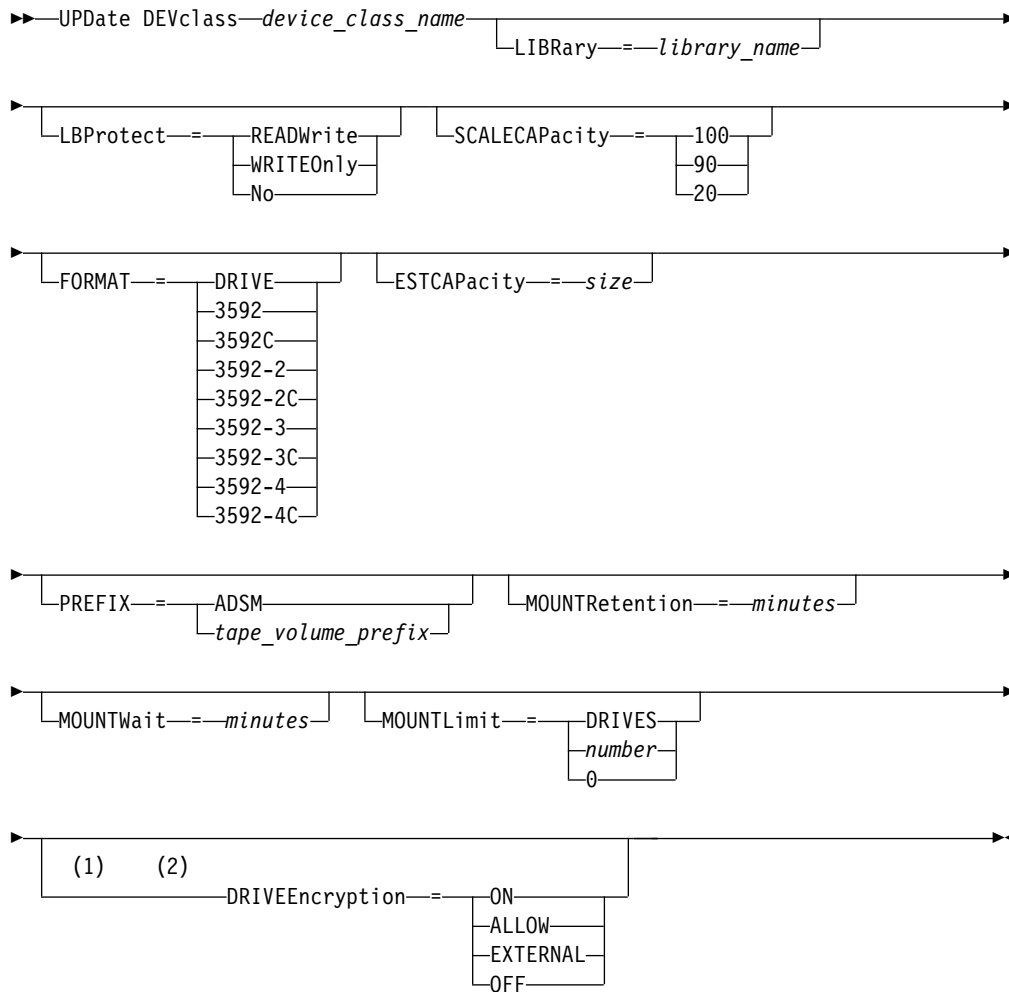 UPDate DEVclass device_class_name
LIBRary = library_name
LBProtect = READWrite
WRITEOnly
No
SCALECAPacity = 100
90
20
FORMAT = DRIVE
3592
3592C
3592-2
3592-2C
3592-3
3592-3C
3592-4
3592-4C
ESTCAPacity = size
PREFIX = ADSM
tape_volume_prefix
MOUNTRetention = minutes
MOUNTWait = minutes
MOUNTLimit = DRIVES
number
0
(1) (2)
DRIVEEncryption = ON
ALLOW
EXTERNAL
OFF